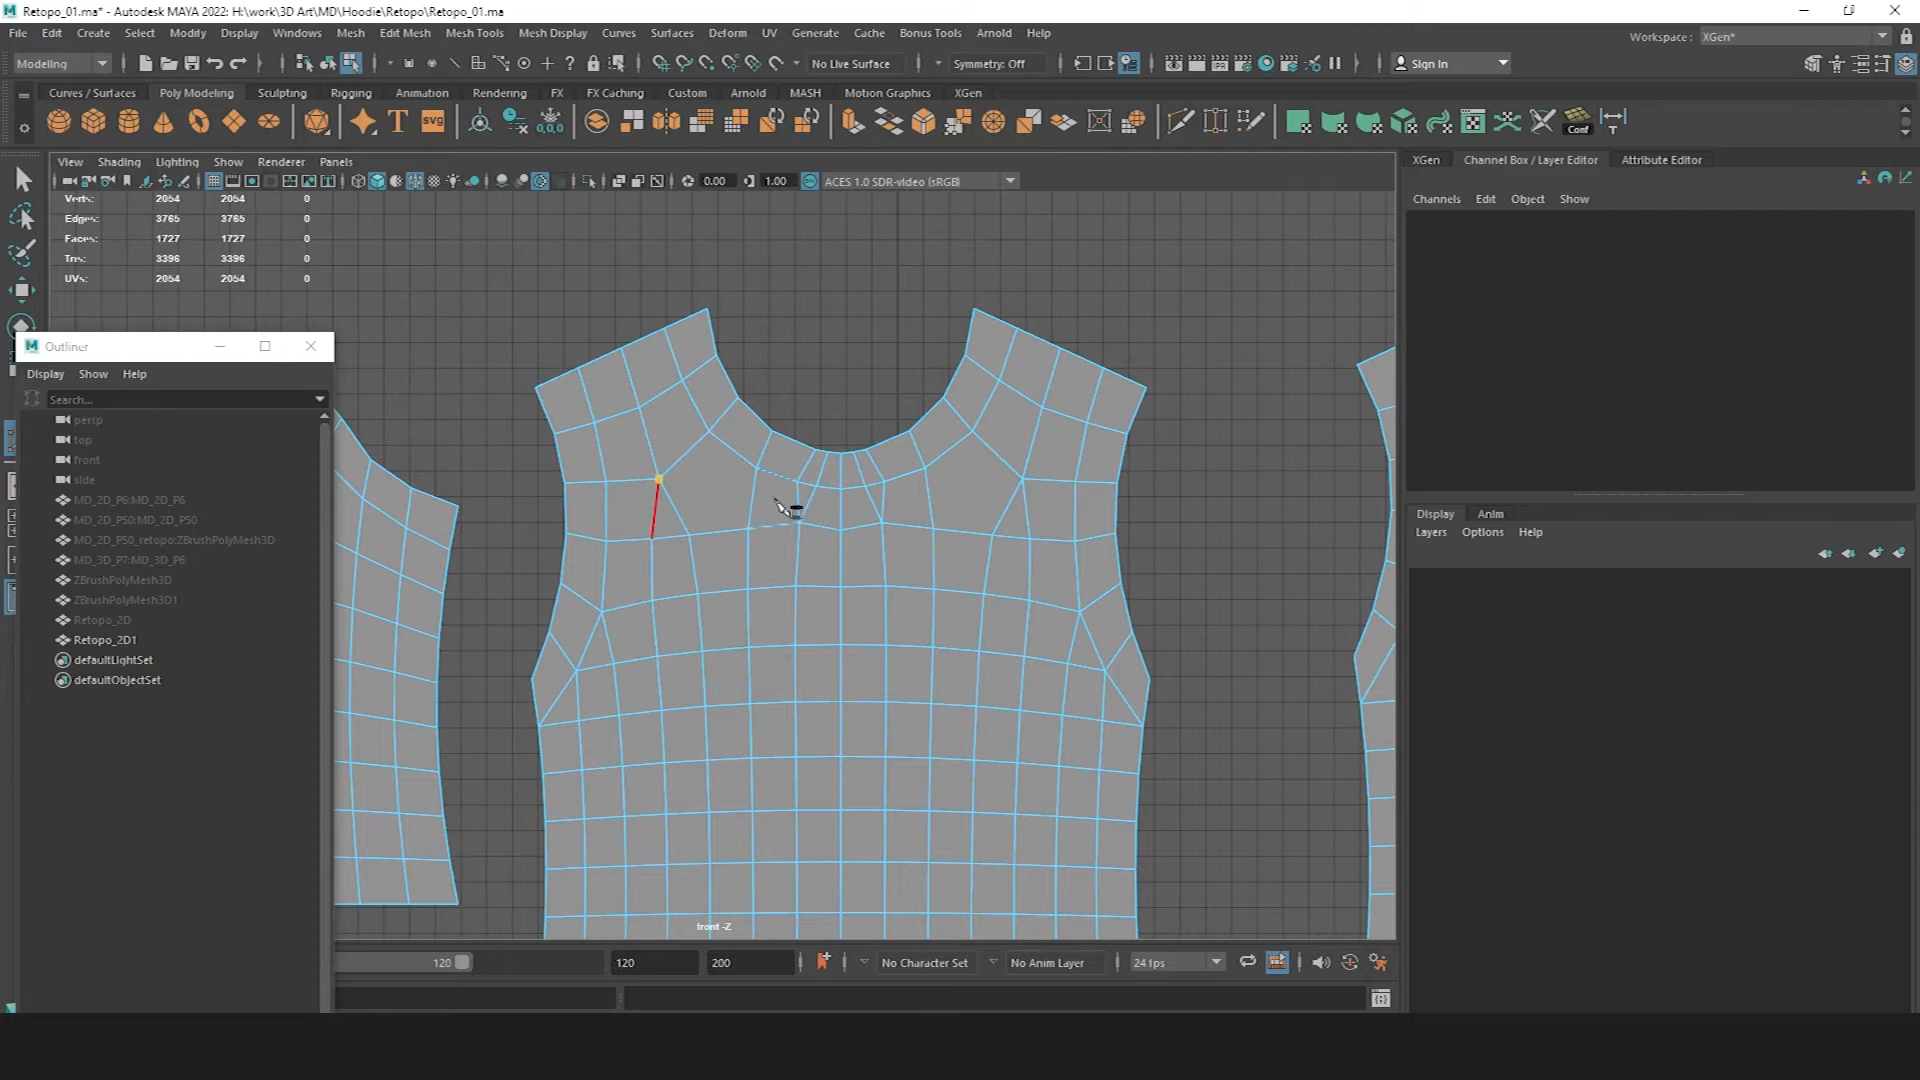 Retopo_01.ma* - Autodesk MAYA 2022: H:\work\3D Art\MD\Hoodie\Retopo\Retopo_01.ma
File Edit Create Select Modify Display Windows Mesh Edit Mesh Mesh Tools Mesh Display Curves Surfaces Deform UV Generate Cache Bonus Tools Arnold Help
Workspace : XGen*
Modeling No Live Surface Symmetry: Off Sign In
Curves / Surfaces Poly Modeling Sculpting Rigging Animation Rendering FX FX Caching Custom Arnold MASH Motion Graphics XGen
T SVG 0,0,0 Conf T
View Shading Lighting Show Renderer Panels
XGen Channel Box / Layer Editor Attribute Editor
0.00 1.00 ACES 1.0 SDR-video (sRGB)
Channels Edit Object Show
Verts: 2054 2054 0
Edges: 3765 3765 0
Faces: 1727 1727 0
Tris: 3396 3396 0
UVs: 2054 2054 0
Outliner
Display Show Help
Search...
persp
top
front
side
MD_2D_P6:MD_2D_P6
MD_2D_P50:MD_2D_P50
MD_2D_P50_retopo:ZBrushPolyMesh3D
MD_3D_P7:MD_3D_P6
ZBrushPolyMesh3D
ZBrushPolyMesh3D1
Retopo_2D
Retopo_2D1
defaultLightSet
defaultObjectSet
Display Anim
Layers Options Help
front -Z
120 120 200 No Character Set No Anim Layer 24 fps